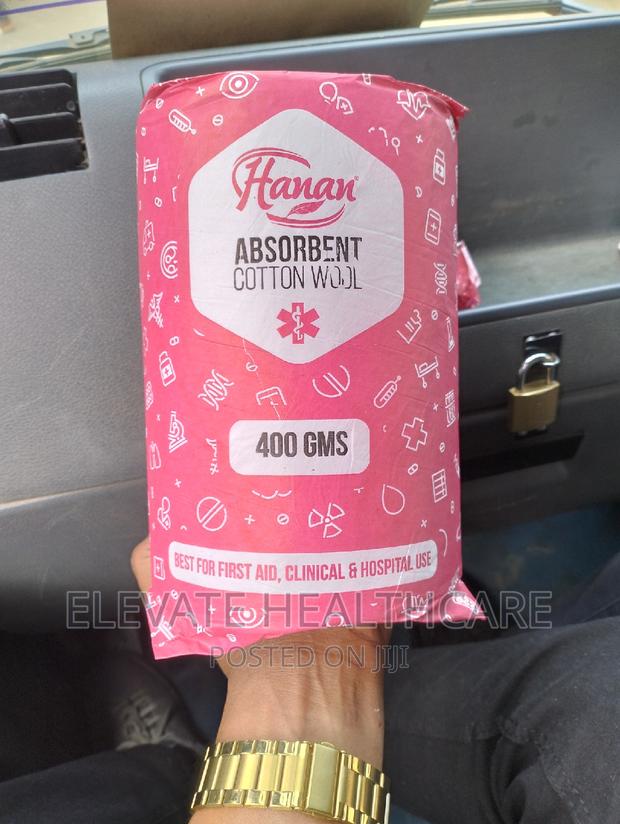 Hanan®
ABSORBENT
COTTON WOOL
400 GMS
BEST FOR FIRST AID, CLINICAL & HOSPITAL USE
ELEVATE HEALTHCARE
POSTED ON JIJI